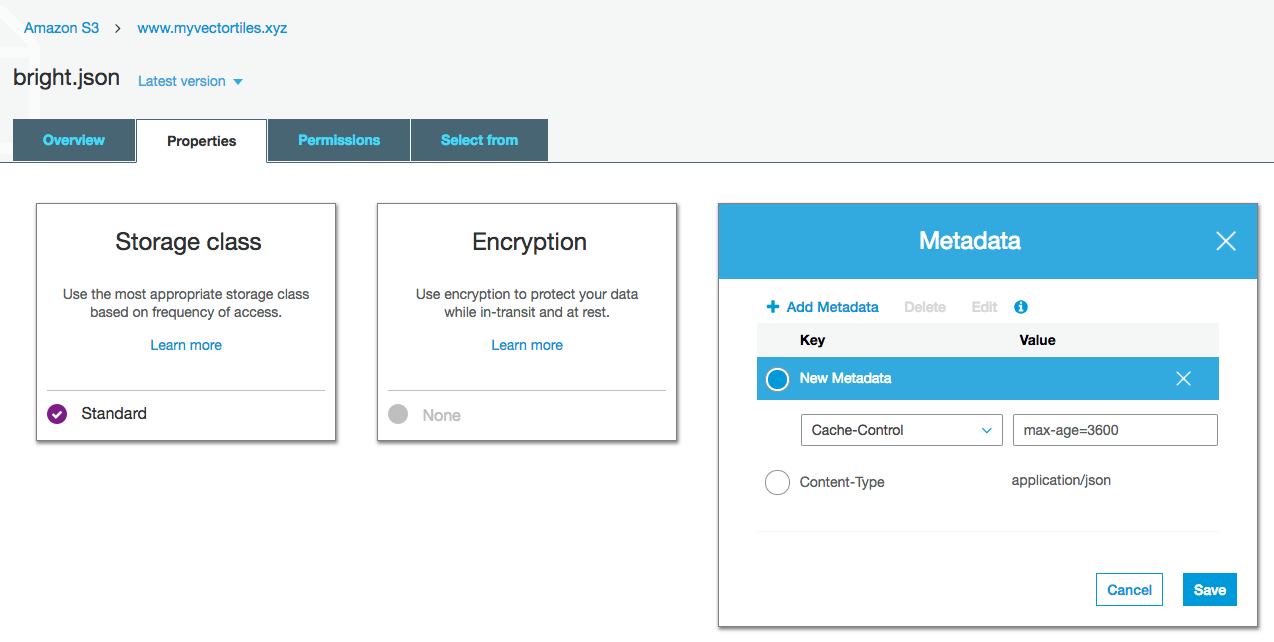 Amazon S3 > www.myvectortiles.xyz
bright.json Latest version
Overview Properties Permissions Select from
Storage class
Use the most appropriate storage class
based on frequency of access.
Learn more
Standard
Encryption
Use encryption to protect your data
while in-transit and at rest.
Learn more
None
Metadata
+ Add Metadata Delete Edit i
Key Value
New Metadata
Cache-Control max-age=3600
Content-Type application/json
Cancel Save